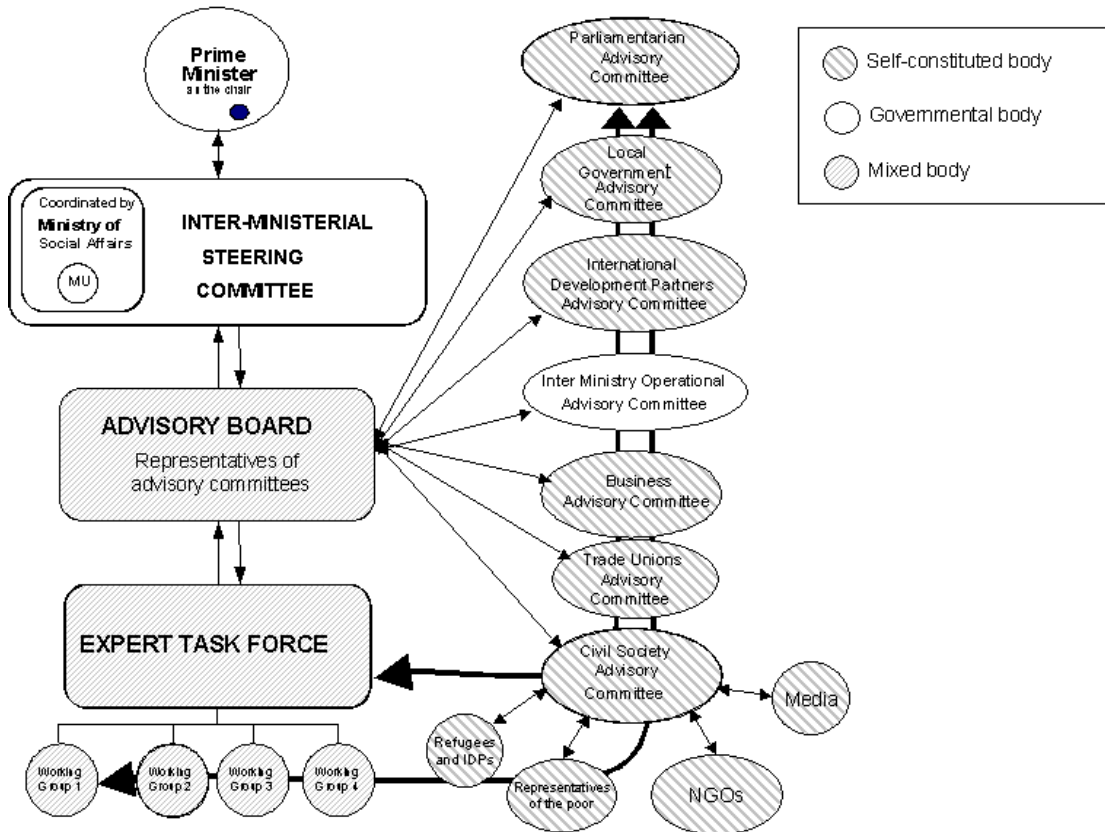 Prime
Minister
as the chair
Coordinated by
Ministry of
Social Affairs
MU
INTER-MINISTERIAL
STEERING
COMMITTEE
ADVISORY BOARD
Representatives of
advisory committees
EXPERT TASK FORCE
Working
Group 1
Working
Group 2
Working
Group 3
Working
Group 4
Parliamentarian
Advisory
Committee
Local
Government
Advisory
Committee
International
Development Partners
Advisory Committee
Inter Ministry Operational
Advisory Committee
Business
Advisory Committee
Trade Unions
Advisory
Committee
Civil Society
Advisory
Committee
Refugees
and IDPs
Representatives
of the poor
NGOs
Media
Self-constituted body
Governmental body
Mixed body